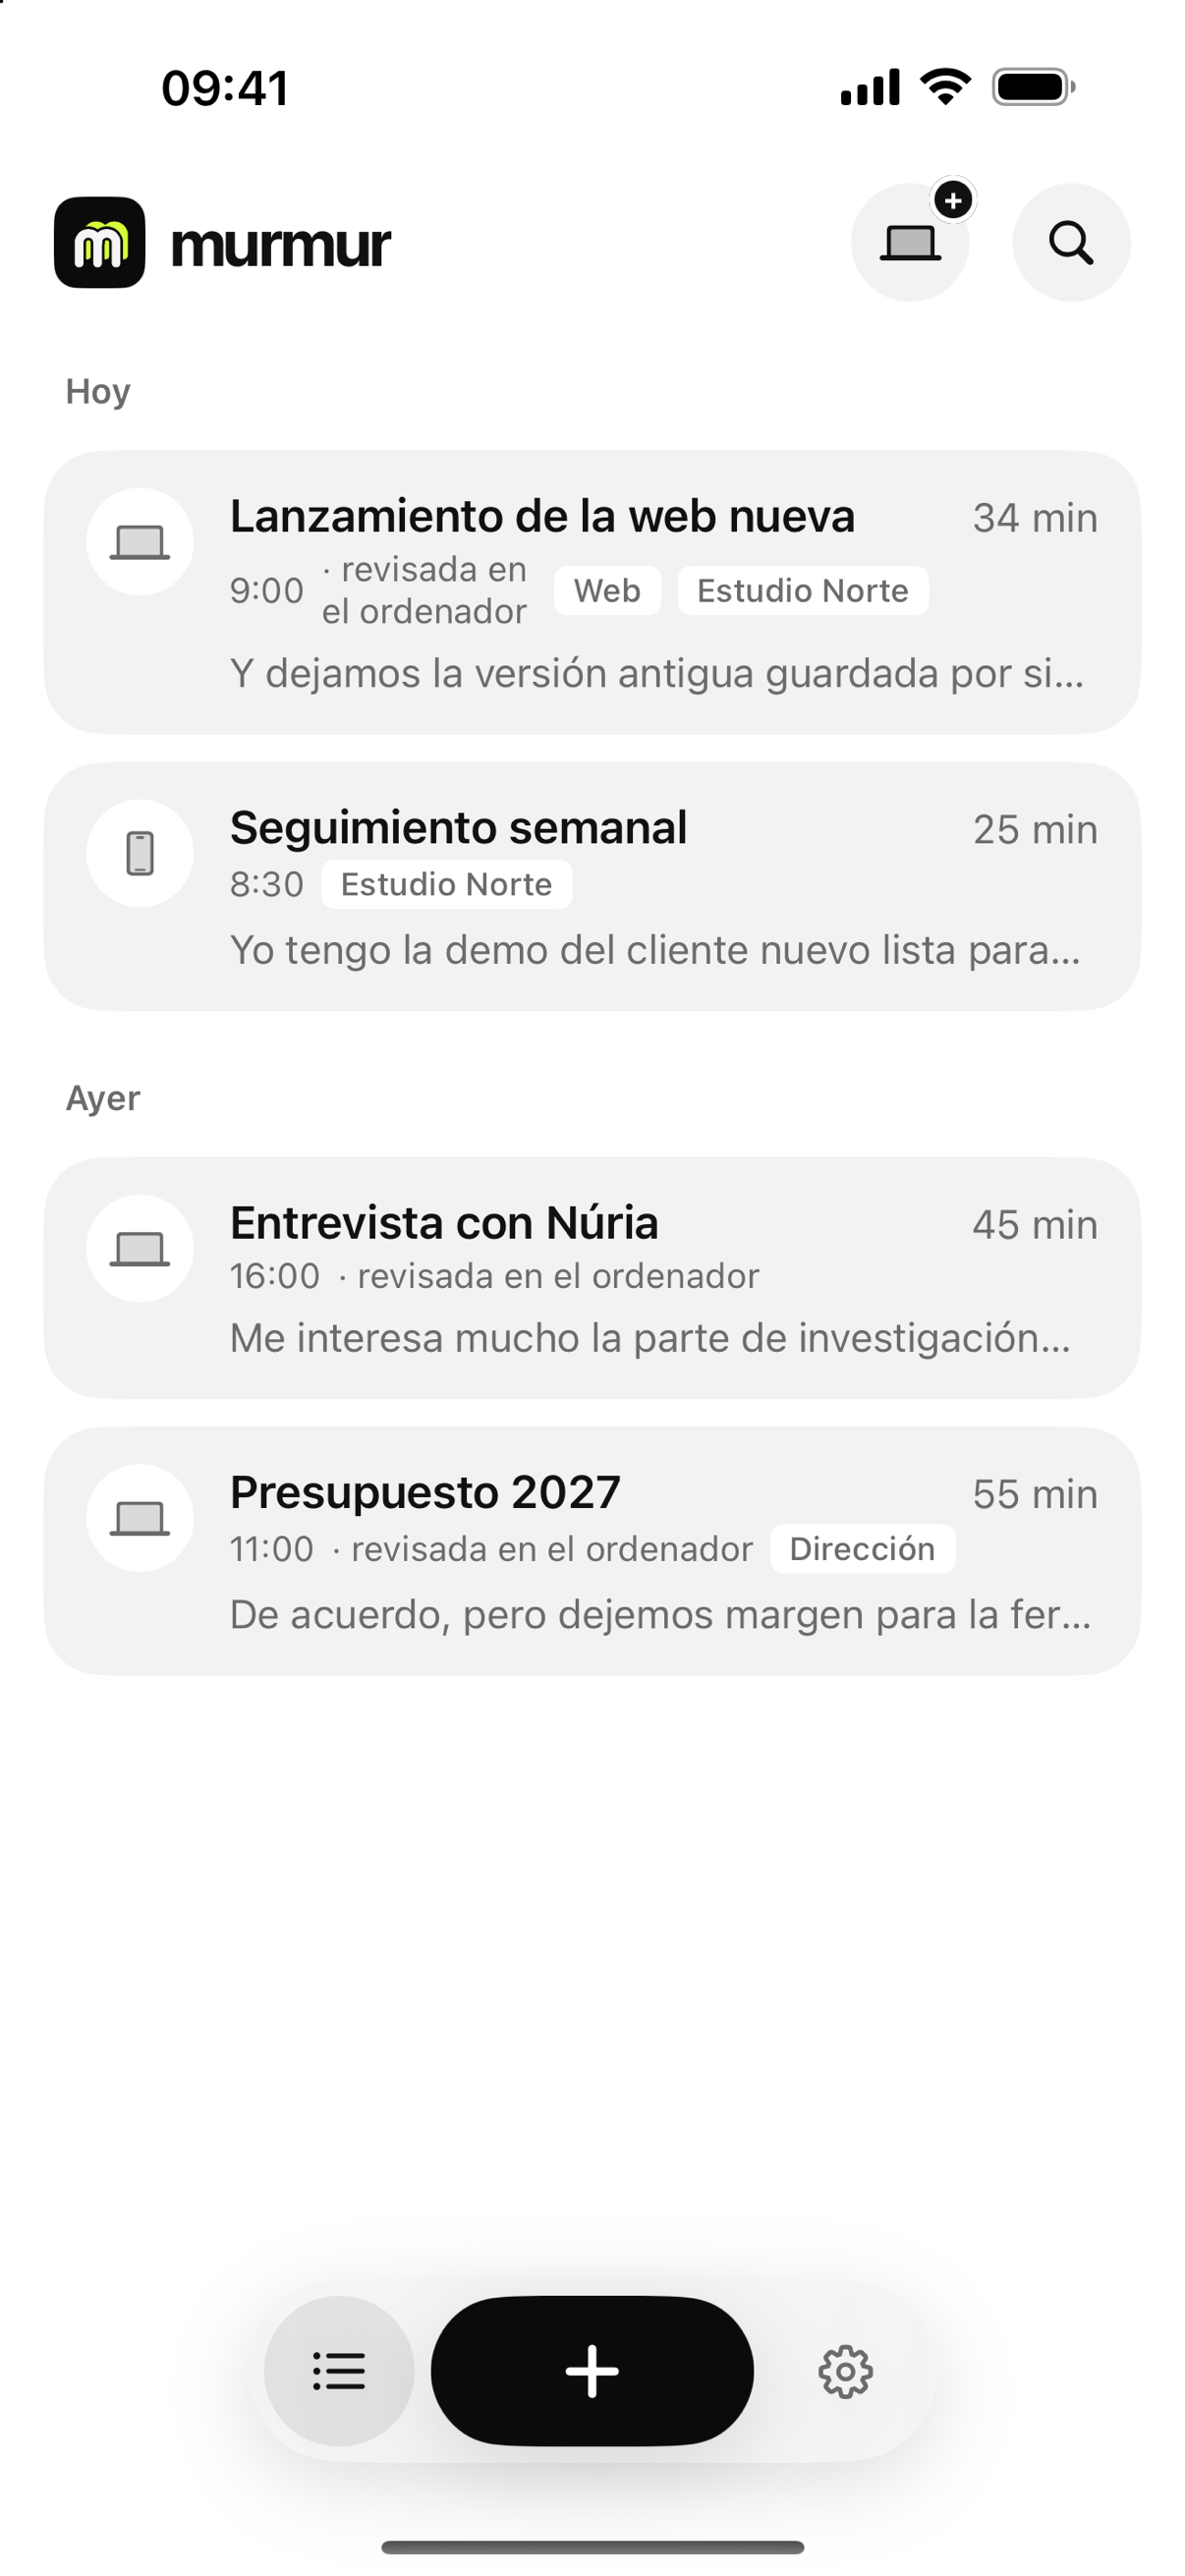 09:41
murmur
Hoy
Lanzamiento de la web nueva 34 min
9:00 · revisada en el ordenador Web Estudio Norte
Y dejamos la versión antigua guardada por si...
Seguimiento semanal 25 min
8:30 Estudio Norte
Yo tengo la demo del cliente nuevo lista para...
Ayer
Entrevista con Núria 45 min
16:00 · revisada en el ordenador
Me interesa mucho la parte de investigación...
Presupuesto 2027 55 min
11:00 · revisada en el ordenador Dirección
De acuerdo, pero dejemos margen para la fer...